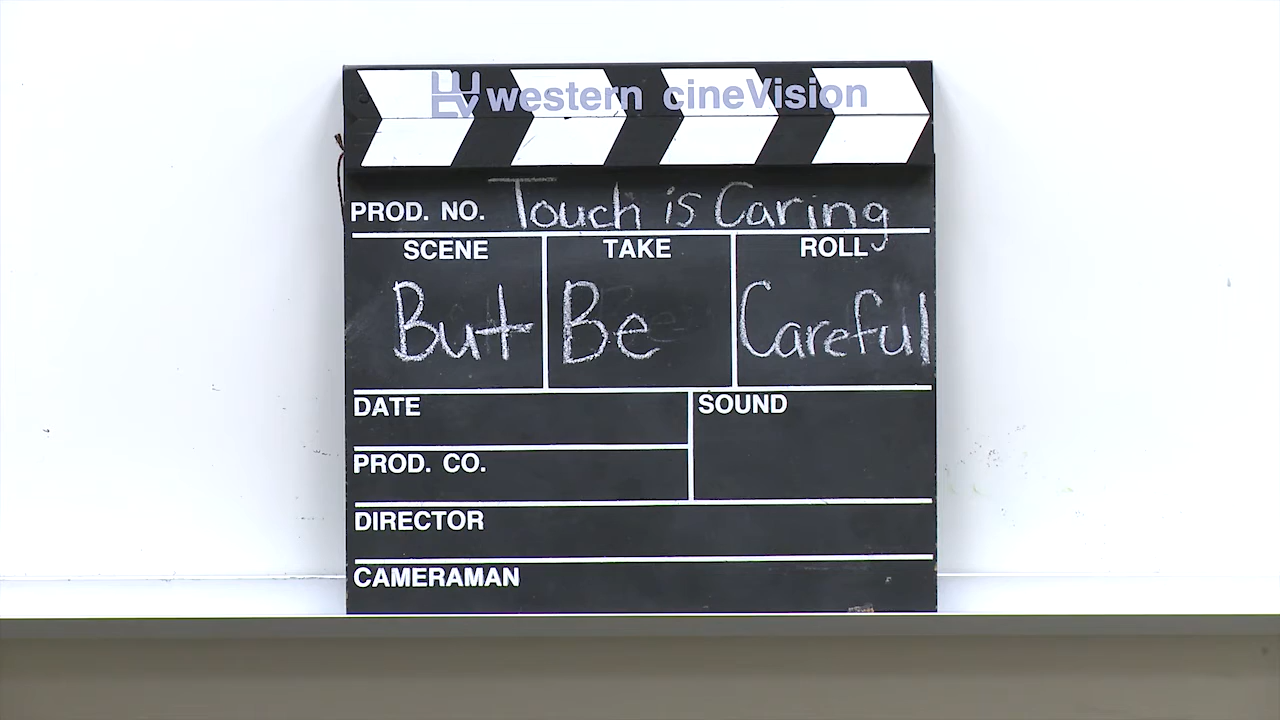 western cineVision
PROD. NO. Touch is Caring
SCENE TAKE ROLL
But Be Careful
DATE SOUND
PROD. CO.
DIRECTOR
CAMERAMAN